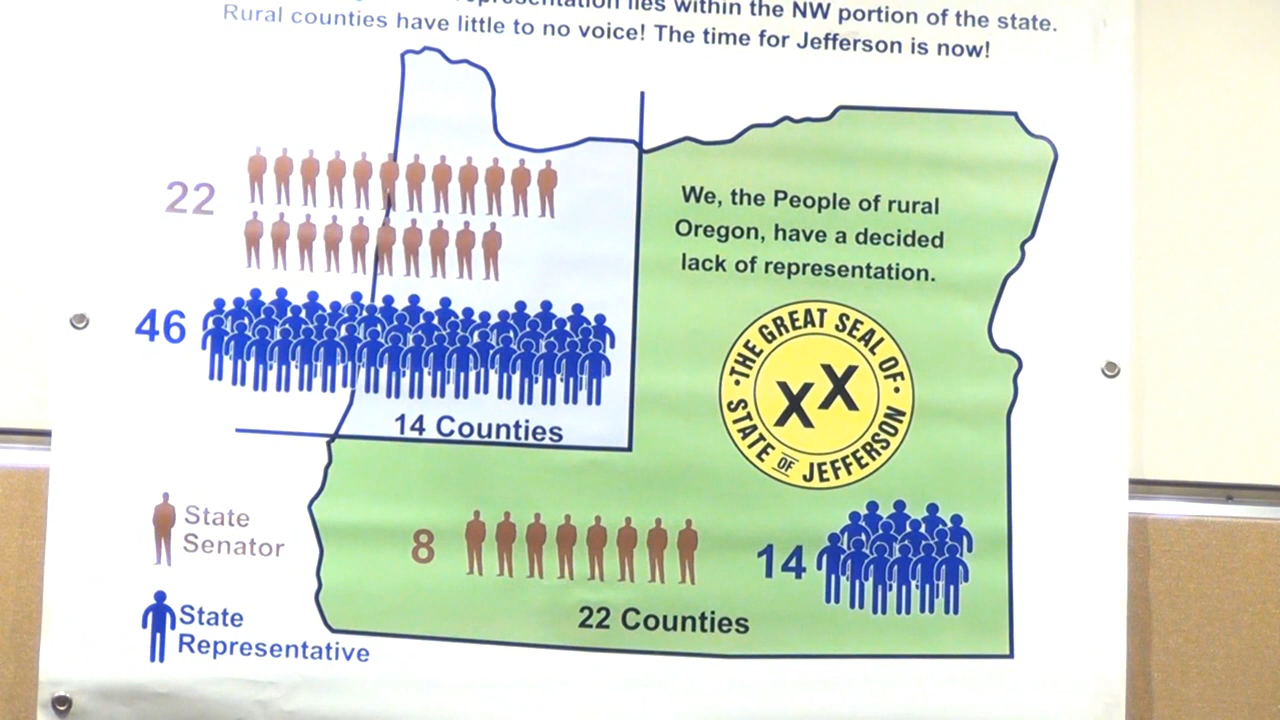 lies within the NW portion of the state.
Rural counties have little to no voice! The time for Jefferson is now!
We, the People of rural
Oregon, have a decided
lack of representation.
22
46
14 Counties
THE GREAT SEAL OF
XX
STATE OF JEFFERSON
State
Senator
8
14
22 Counties
State
Representative